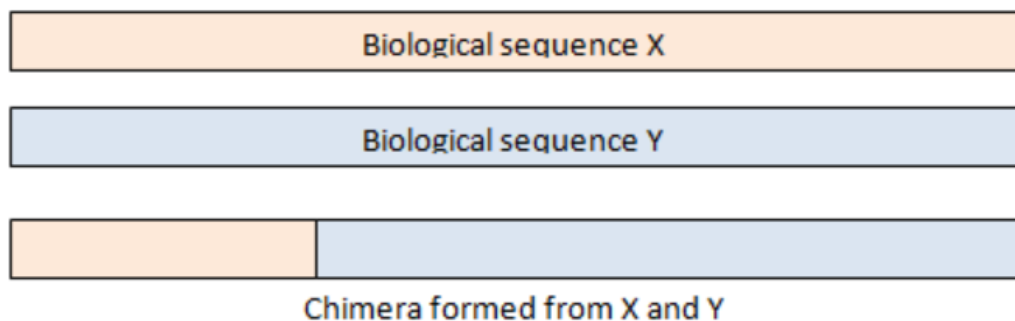 Biological sequence X
Biological sequence Y
Chimera formed from X and Y